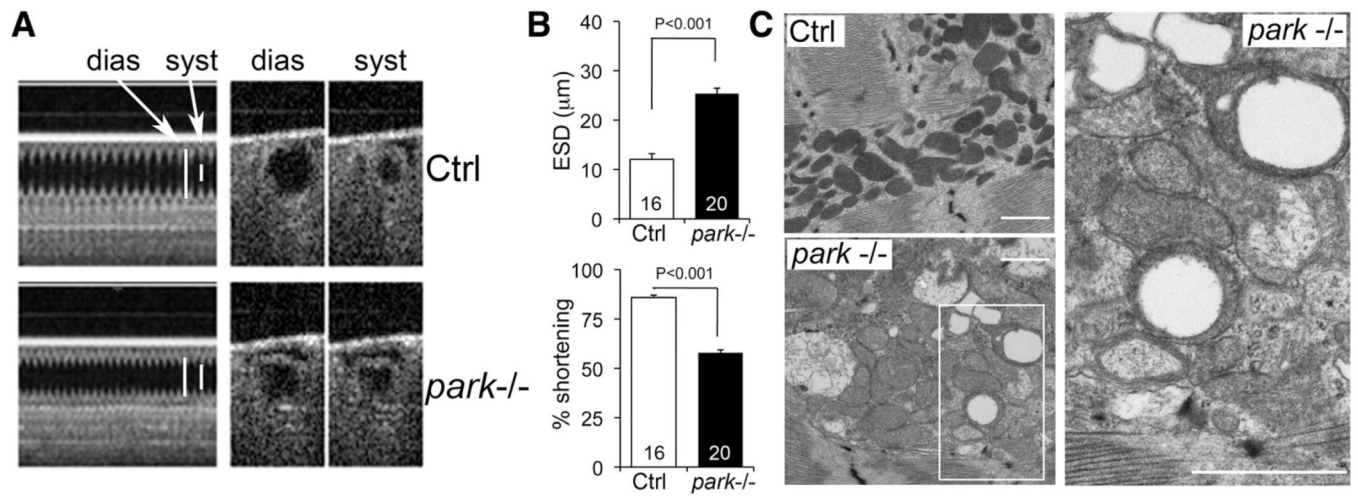 A
dias syst
dias
syst
Ctrl
park-/-
B
40
30
20
10
0
ESD (μm)
P<0.001
16
20
Ctrl
park-/-
100
75
50
25
0
% shortening
P<0.001
16
20
Ctrl
park-/-
C
Ctrl
park -/-
park -/-